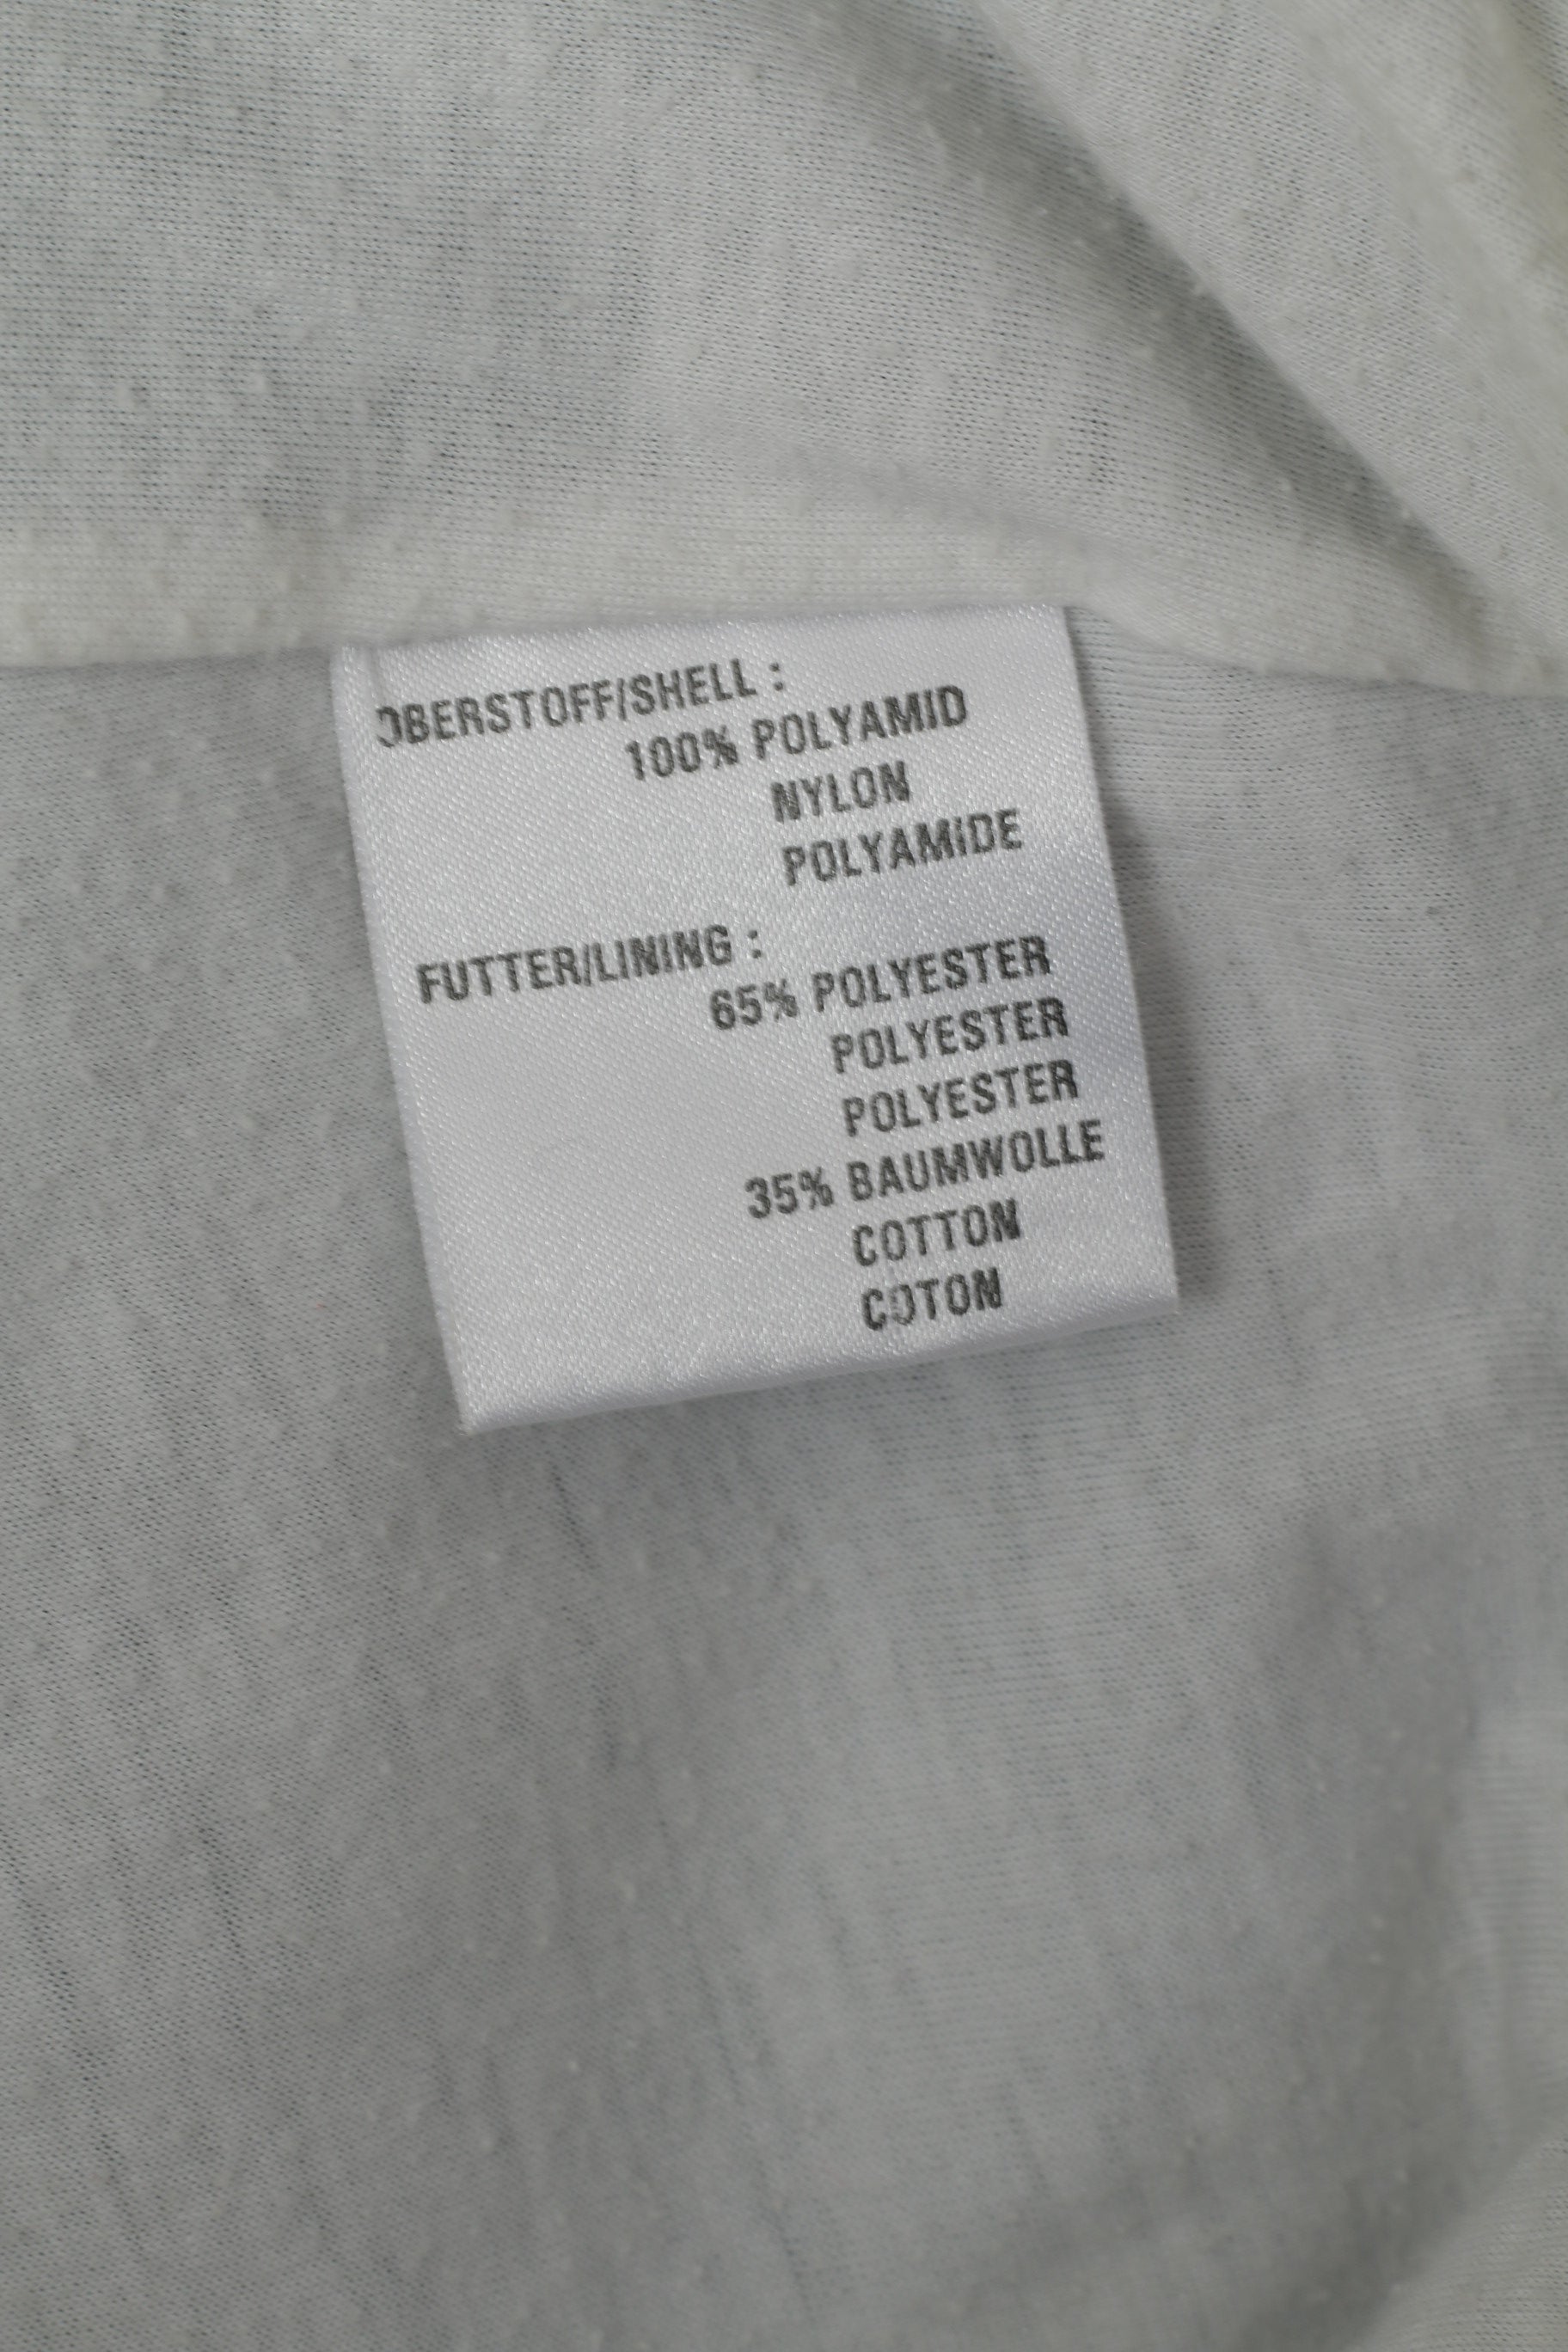 OBERSTOFF/SHELL :
100% POLYAMID
NYLON
POLYAMIDE
FUTTER/LINING :
65% POLYESTER
POLYESTER
POLYESTER
35% BAUMWOLLE
COTTON
COTON